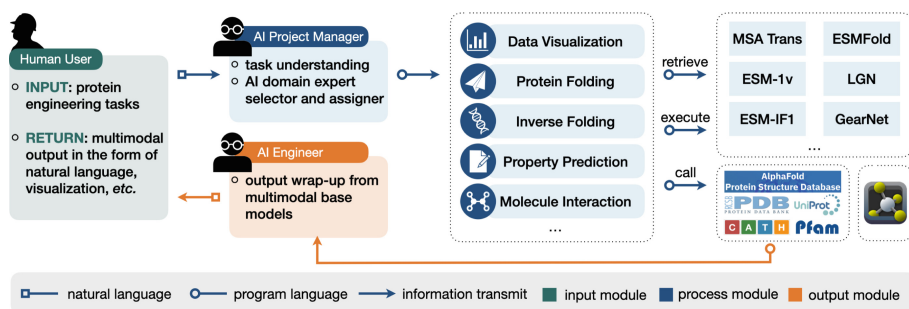 Human User
INPUT: protein
engineering tasks
RETURN: multimodal
output in the form of
natural language,
visualization, etc.
AI Project Manager
task understanding
AI domain expert
selector and assigner
AI Engineer
output wrap-up from
multimodal base
models
Data Visualization
Protein Folding
Inverse Folding
Property Prediction
Molecule Interaction
...
retrieve
execute
call
MSA Trans
ESMFold
ESM-1v
LGN
ESM-IF1
GearNet
...
AlphaFold
Protein Structure Database
RCSB
PDB
PROTEIN DATA BANK
UniProt
CATH
Pfam
natural language
program language
information transmit
input module
process module
output module